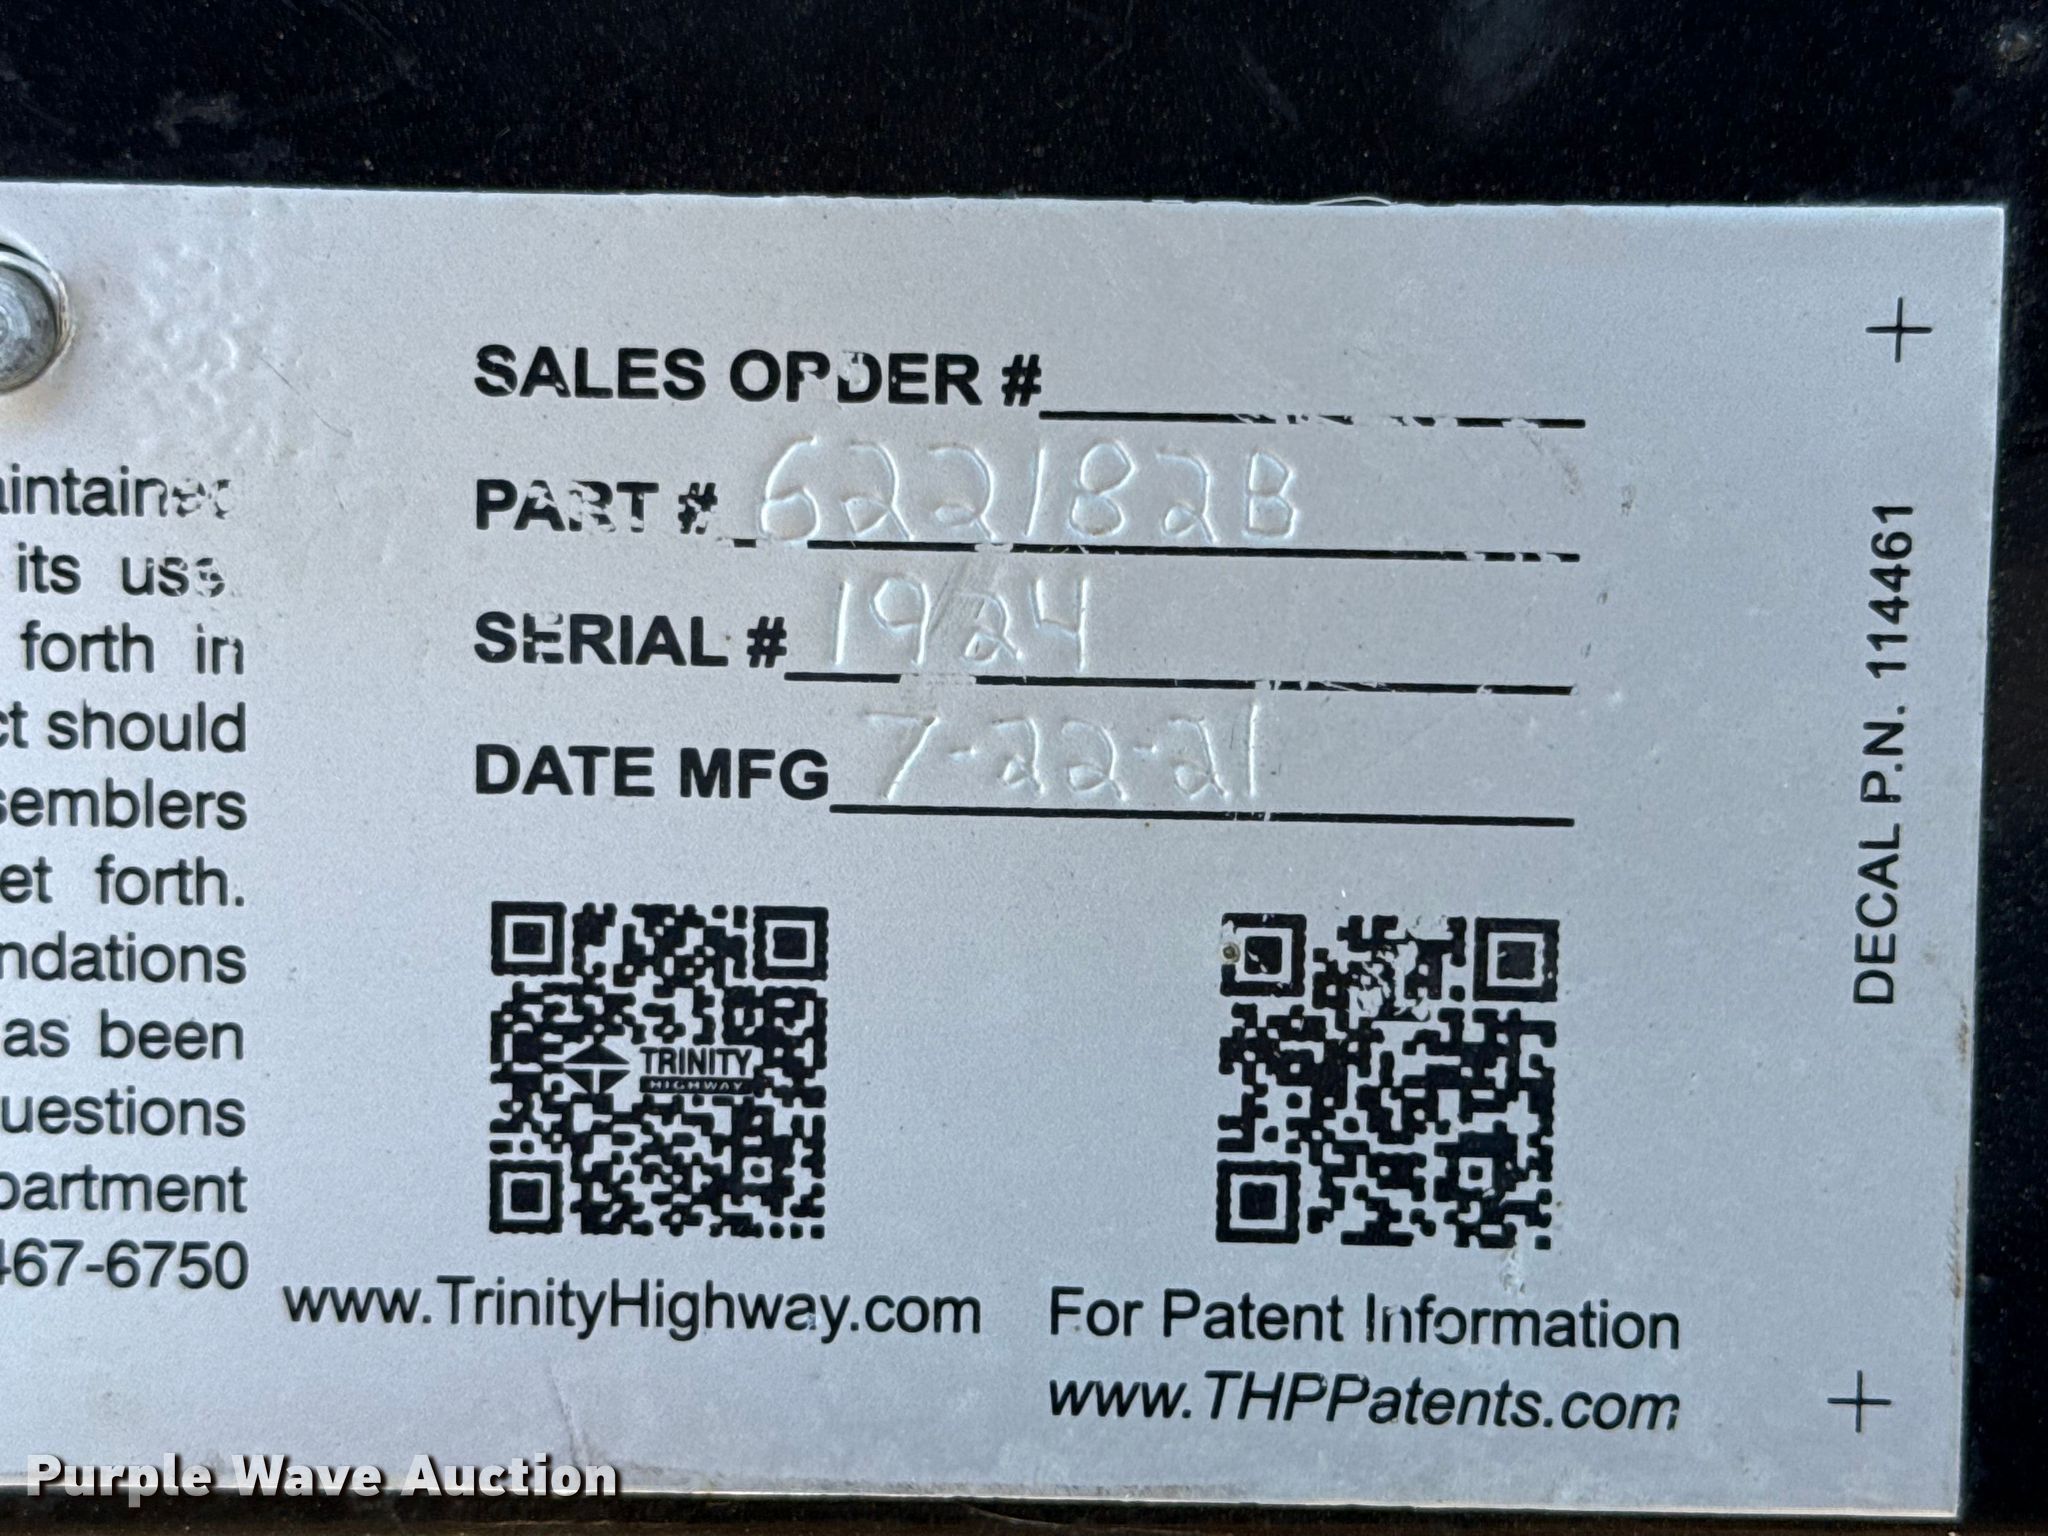 SALES ORDER #
PART # 622182B
SERIAL # 1924
DATE MFG 7-22-21
aintained
its use
forth in
ct should
semblers
et forth.
ndations
as been
uestions
partment
467-6750
TRINITY
HIGHWAY
www.TrinityHighway.com
For Patent Information
www.THPPatents.com
DECAL P.N. 114461
Purple Wave Auction